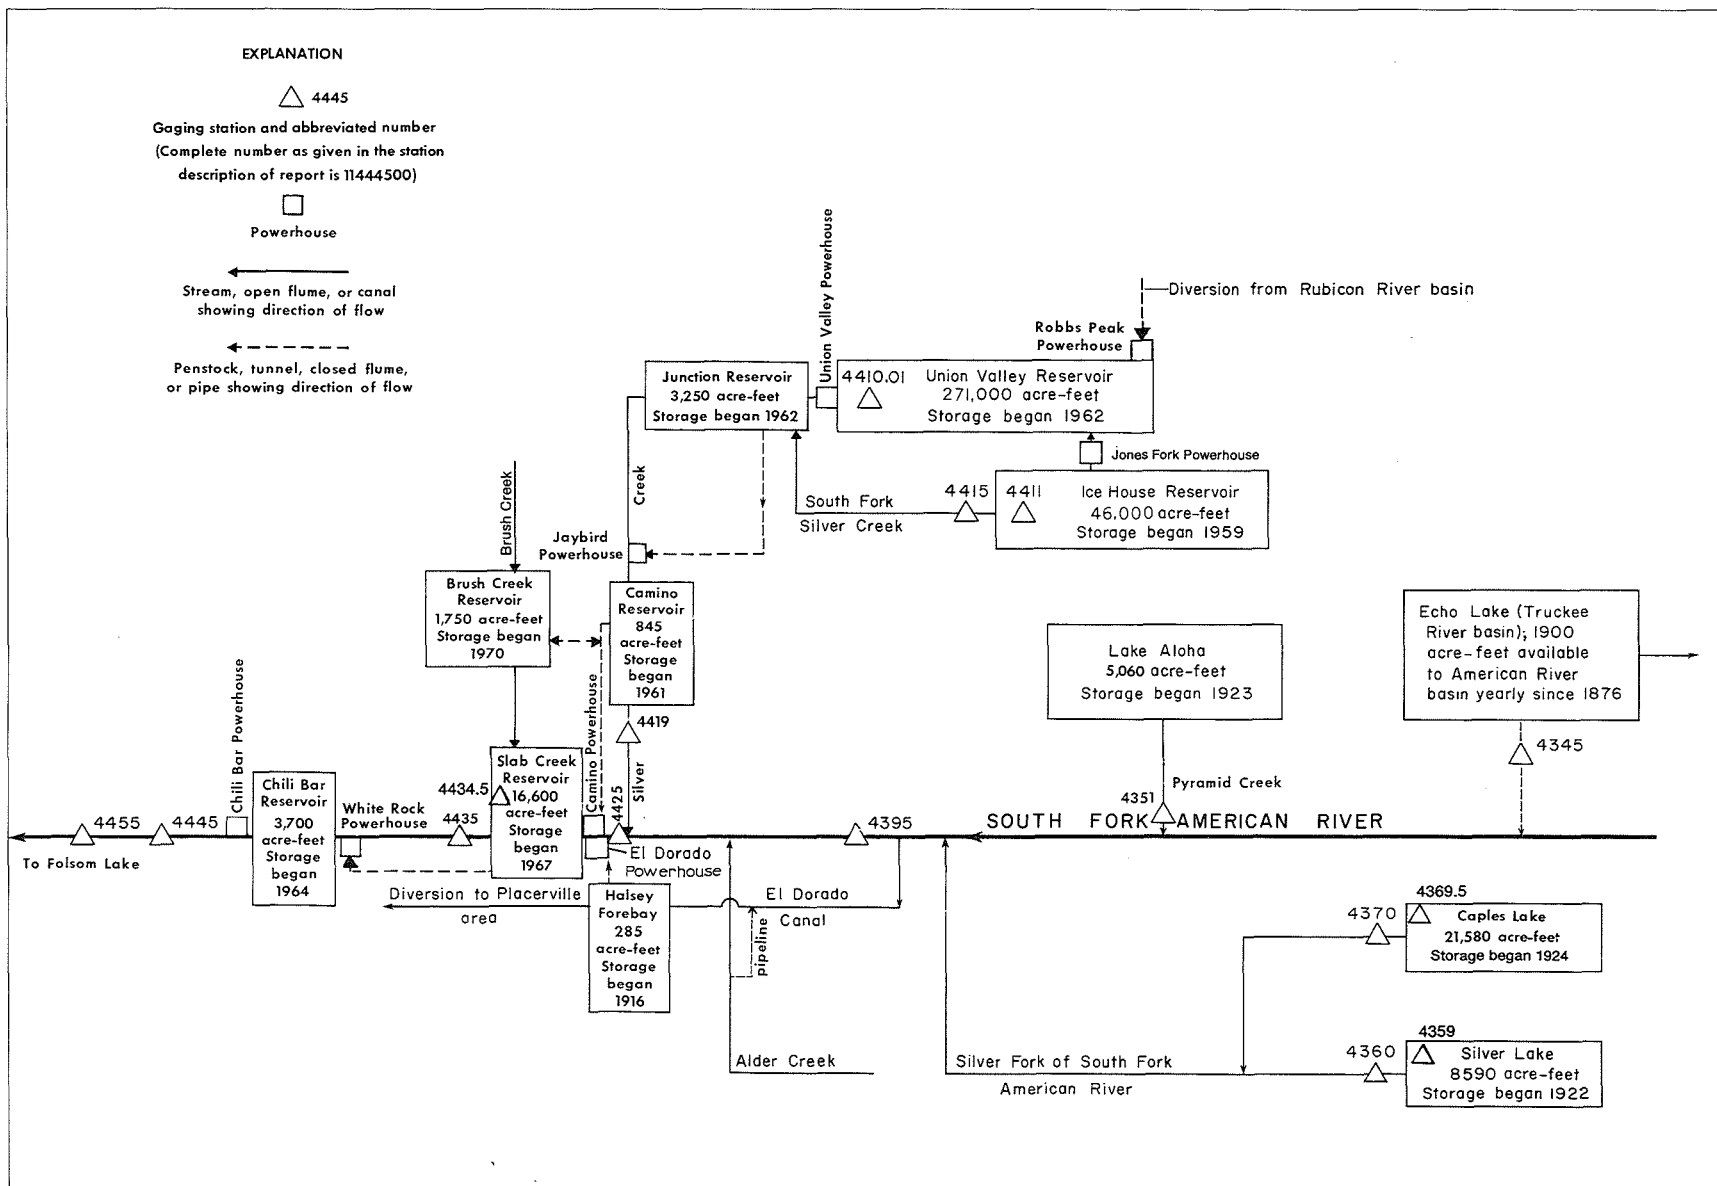 EXPLANATION
4445
Gaging station and abbreviated number
(Complete number as given in the station
description of report is 11444500)
Powerhouse
Stream, open flume, or canal
showing direction of flow
Penstock, tunnel, closed flume,
or pipe showing direction of flow
Diversion from Rubicon River basin
Robbs Peak
Powerhouse
Union Valley Powerhouse
4410.01
Union Valley Reservoir
271,000 acre-feet
Storage began 1962
Junction Reservoir
3,250 acre-feet
Storage began 1962
Jones Fork Powerhouse
4415
4411
Ice House Reservoir
46,000 acre-feet
Storage began 1959
South Fork
Silver Creek
Creek
Brush Creek
Jaybird
Powerhouse
Brush Creek
Reservoir
1,750 acre-feet
Storage began
1970
Camino
Reservoir
845
acre-feet
Storage
began
1961
Lake Aloha
5,060 acre-feet
Storage began 1923
Echo Lake (Truckee
River basin); 1900
acre-feet available
to American River
basin yearly since 1876
4419
4345
Silver
Camino Powerhouse
4425
Pyramid Creek
4351
Chili Bar Powerhouse
Chili Bar
Reservoir
3,700
acre-feet
Storage
began
1964
White Rock
Powerhouse
4434.5
4435
Slab Creek
Reservoir
16,600
acre-feet
Storage
began
1967
4455
4445
4395
SOUTH FORK AMERICAN RIVER
To Folsom Lake
El Dorado
Powerhouse
Diversion to Placerville
area
Halsey
Forebay
285
acre-feet
Storage
began
1916
El Dorado
Canal
pipeline
4369.5
4370
Caples Lake
21,580 acre-feet
Storage began 1924
4359
4360
Silver Lake
8590 acre-feet
Storage began 1922
Alder Creek
Silver Fork of South Fork
American River